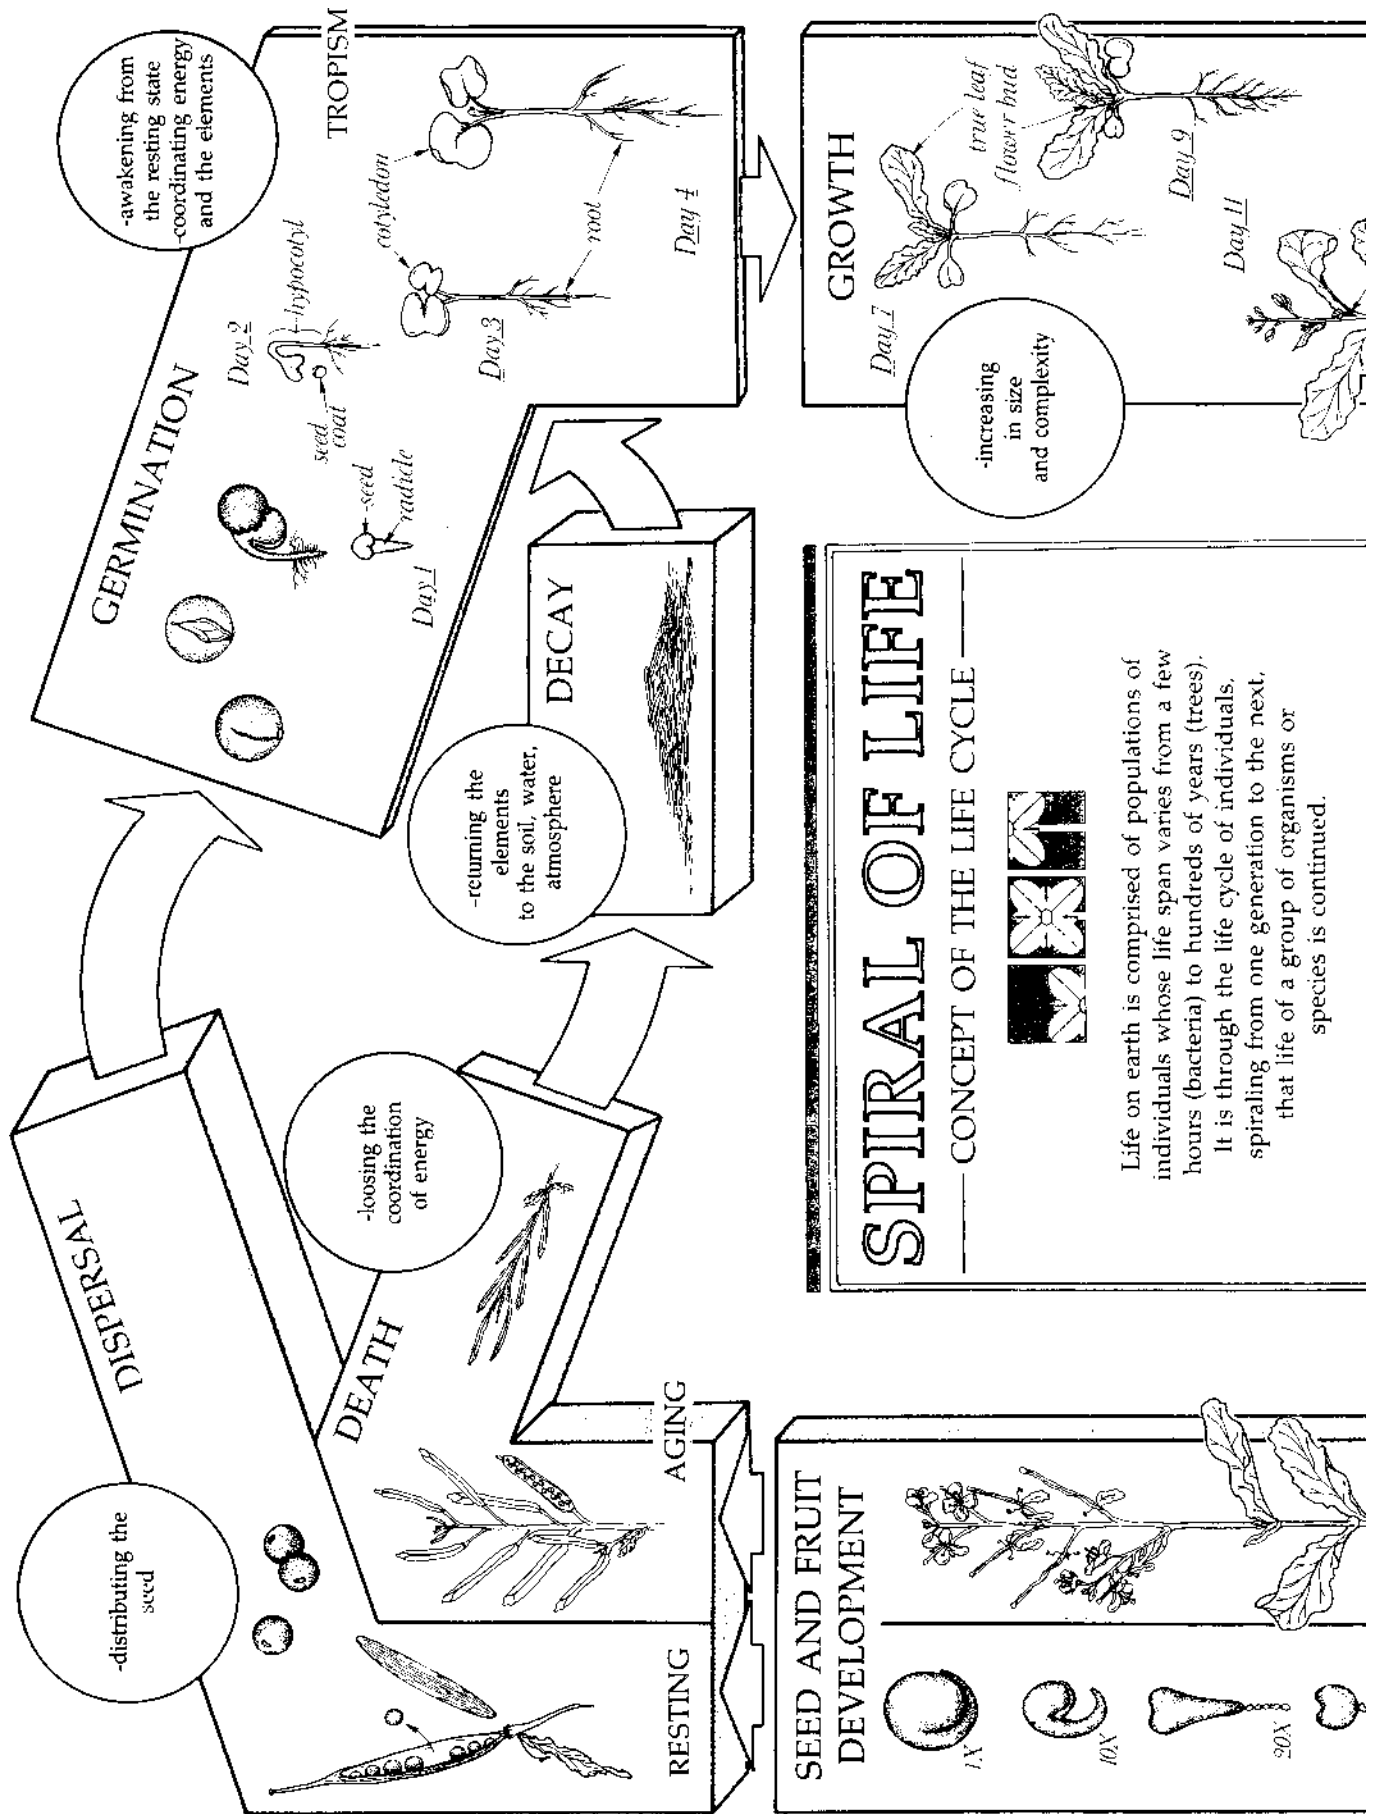 -distributing the
seed
DISPERSAL
RESTING
DEATH
-loosing the
coordination
of energy
AGING
GERMINATION
-awakening from
the resting state
-coordinating energy
and the elements
Day 1
seed
radicle
Day 2
seed
coat
hypocotyl
Day 3
cotyledon
root
Day 4
TROPISM
DECAY
-returning the
elements
to the soil, water,
atmosphere
SEED AND FRUIT
DEVELOPMENT
1X
10X
20X
SPIRAL OF LIFE
CONCEPT OF THE LIFE CYCLE
Life on earth is comprised of populations of
individuals whose life span varies from a few
hours (bacteria) to hundreds of years (trees).
It is through the life cycle of individuals,
spiraling from one generation to the next,
that life of a group of organisms or
species is continued.
GROWTH
-increasing
in size
and complexity
Day 7
true leaf
flower bud
Day 9
Day 11